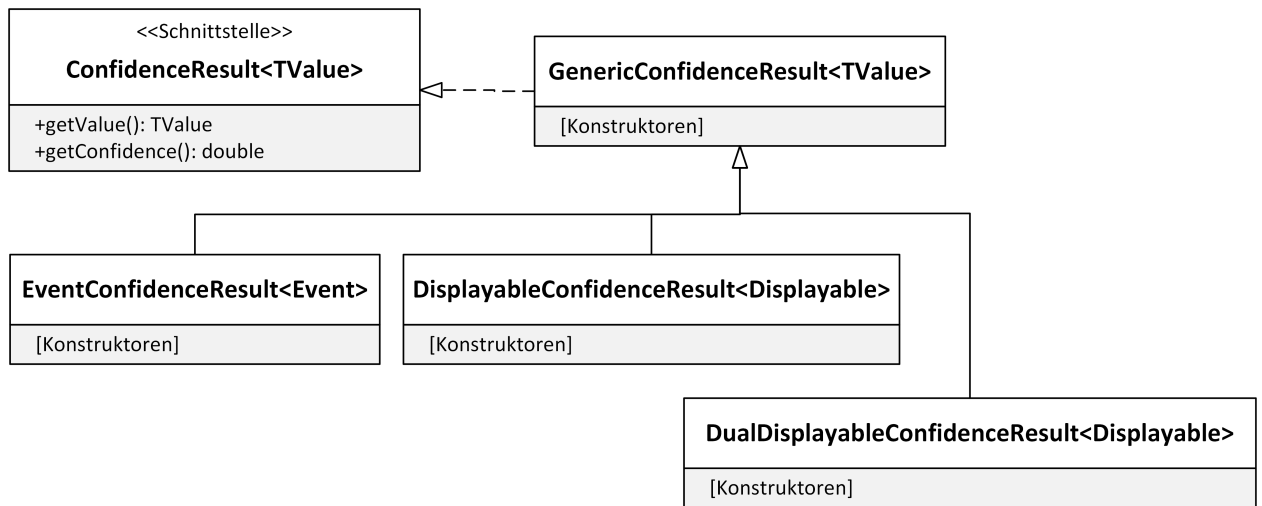 <<Schnittstelle>>
ConfidenceResult<TValue>
+getValue(): TValue
+getConfidence(): double
GenericConfidenceResult<TValue>
[Konstruktoren]
EventConfidenceResult<Event>
[Konstruktoren]
DisplayableConfidenceResult<Displayable>
[Konstruktoren]
DualDisplayableConfidenceResult<Displayable>
[Konstruktoren]